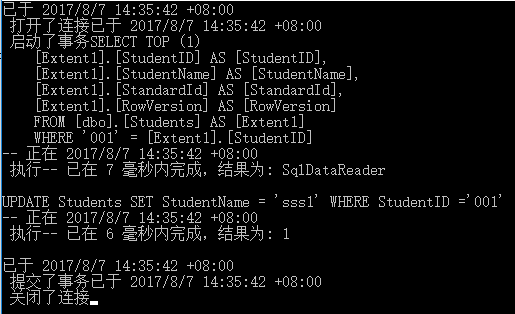 已于 2017/8/7 14:35:42 +08:00
打开了连接已于 2017/8/7 14:35:42 +08:00
启动了事务SELECT TOP (1)
[Extent1].[StudentID] AS [StudentID],
[Extent1].[StudentName] AS [StudentName],
[Extent1].[StandardId] AS [StandardId],
[Extent1].[RowVersion] AS [RowVersion]
FROM [dbo].[Students] AS [Extent1]
WHERE '001' = [Extent1].[StudentID]
-- 正在 2017/8/7 14:35:42 +08:00
执行-- 已在 7 毫秒内完成，结果为: SqlDataReader
UPDATE Students SET StudentName = 'sss1' WHERE StudentID ='001'
-- 正在 2017/8/7 14:35:42 +08:00
执行-- 已在 6 毫秒内完成，结果为: 1
已于 2017/8/7 14:35:42 +08:00
提交了事务已于 2017/8/7 14:35:42 +08:00
关闭了连接